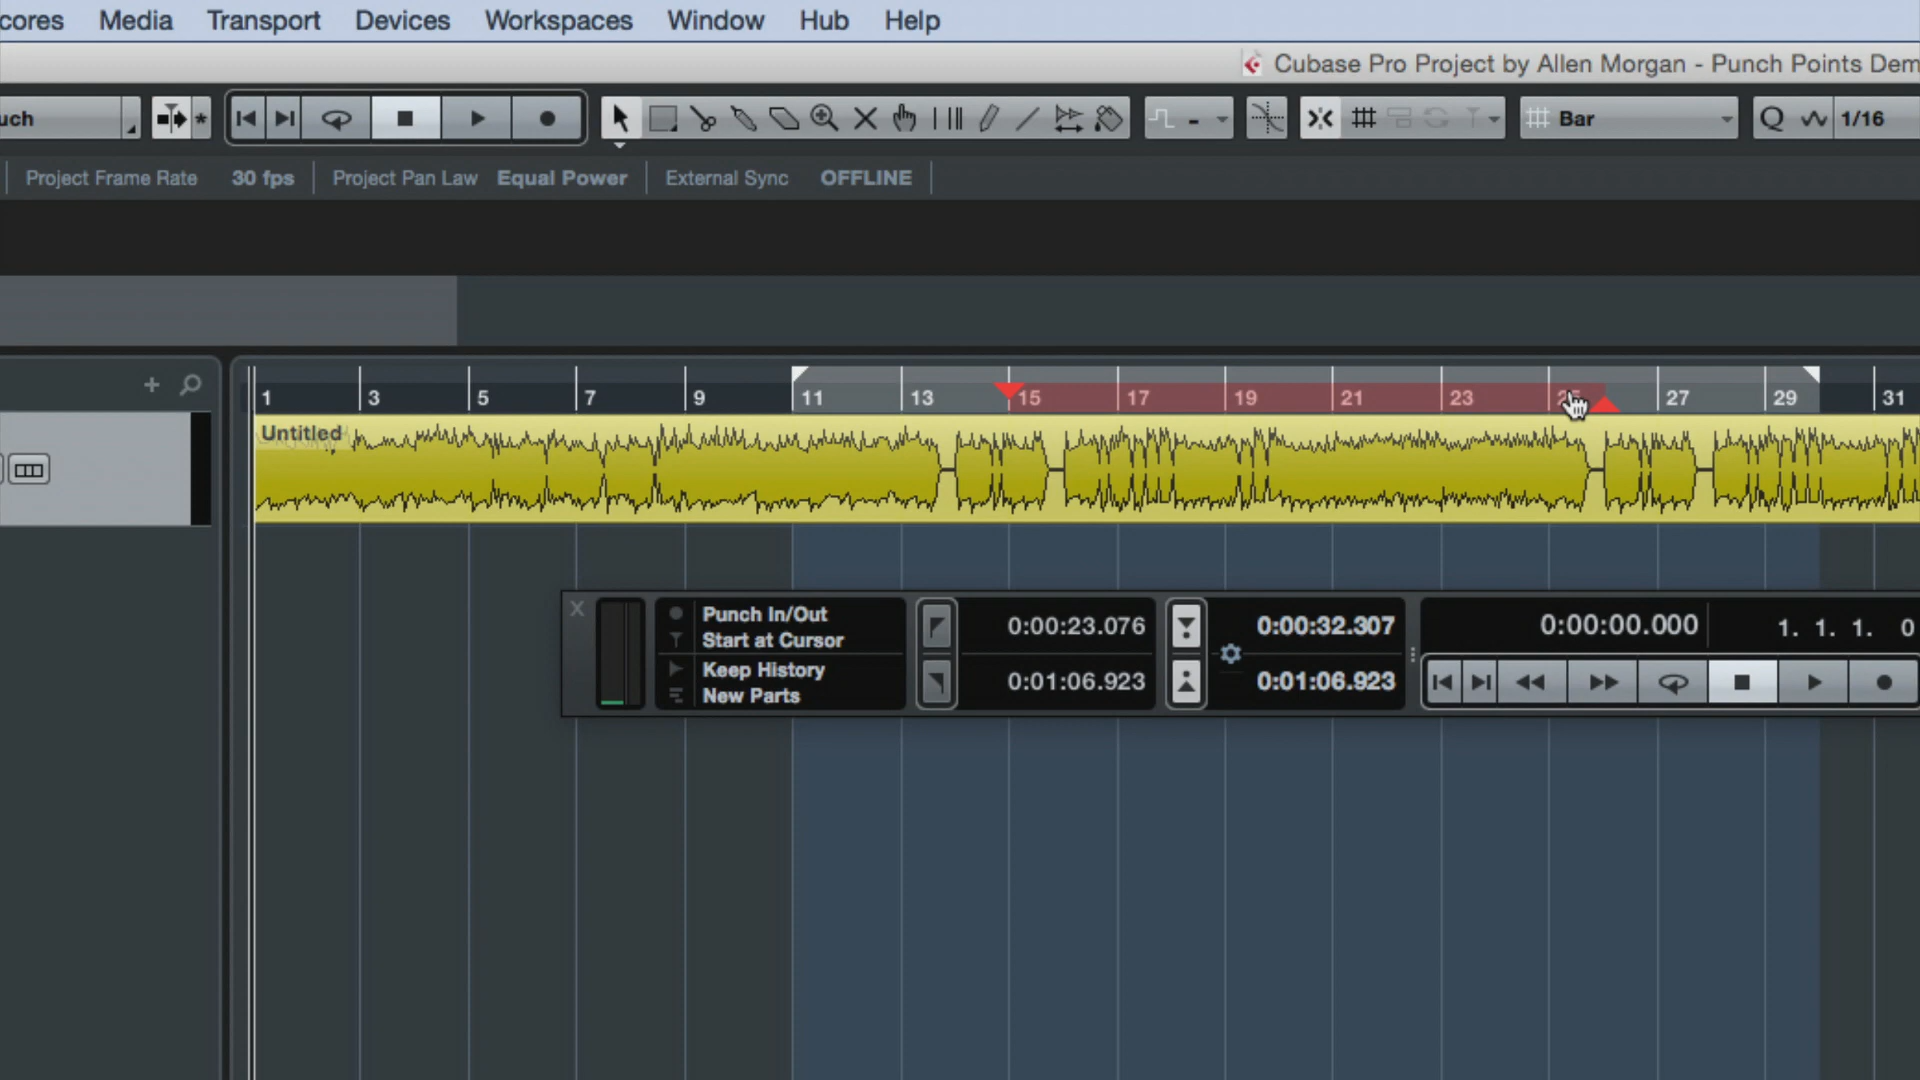 cores Media Transport Devices Workspaces Window Hub Help
Cubase Pro Project by Allen Morgan - Punch Points Dem
uch * - Bar Q 1/16
Project Frame Rate 30 fps Project Pan Law Equal Power External Sync OFFLINE
1 3 5 7 9 11 13 15 17 19 21 23 27 29 31
Untitled
X Punch In/Out 0:00:23.076 0:00:32.307 0:00:00.000 1. 1. 1. 0
Start at Cursor
Keep History 0:01:06.923 0:01:06.923
New Parts